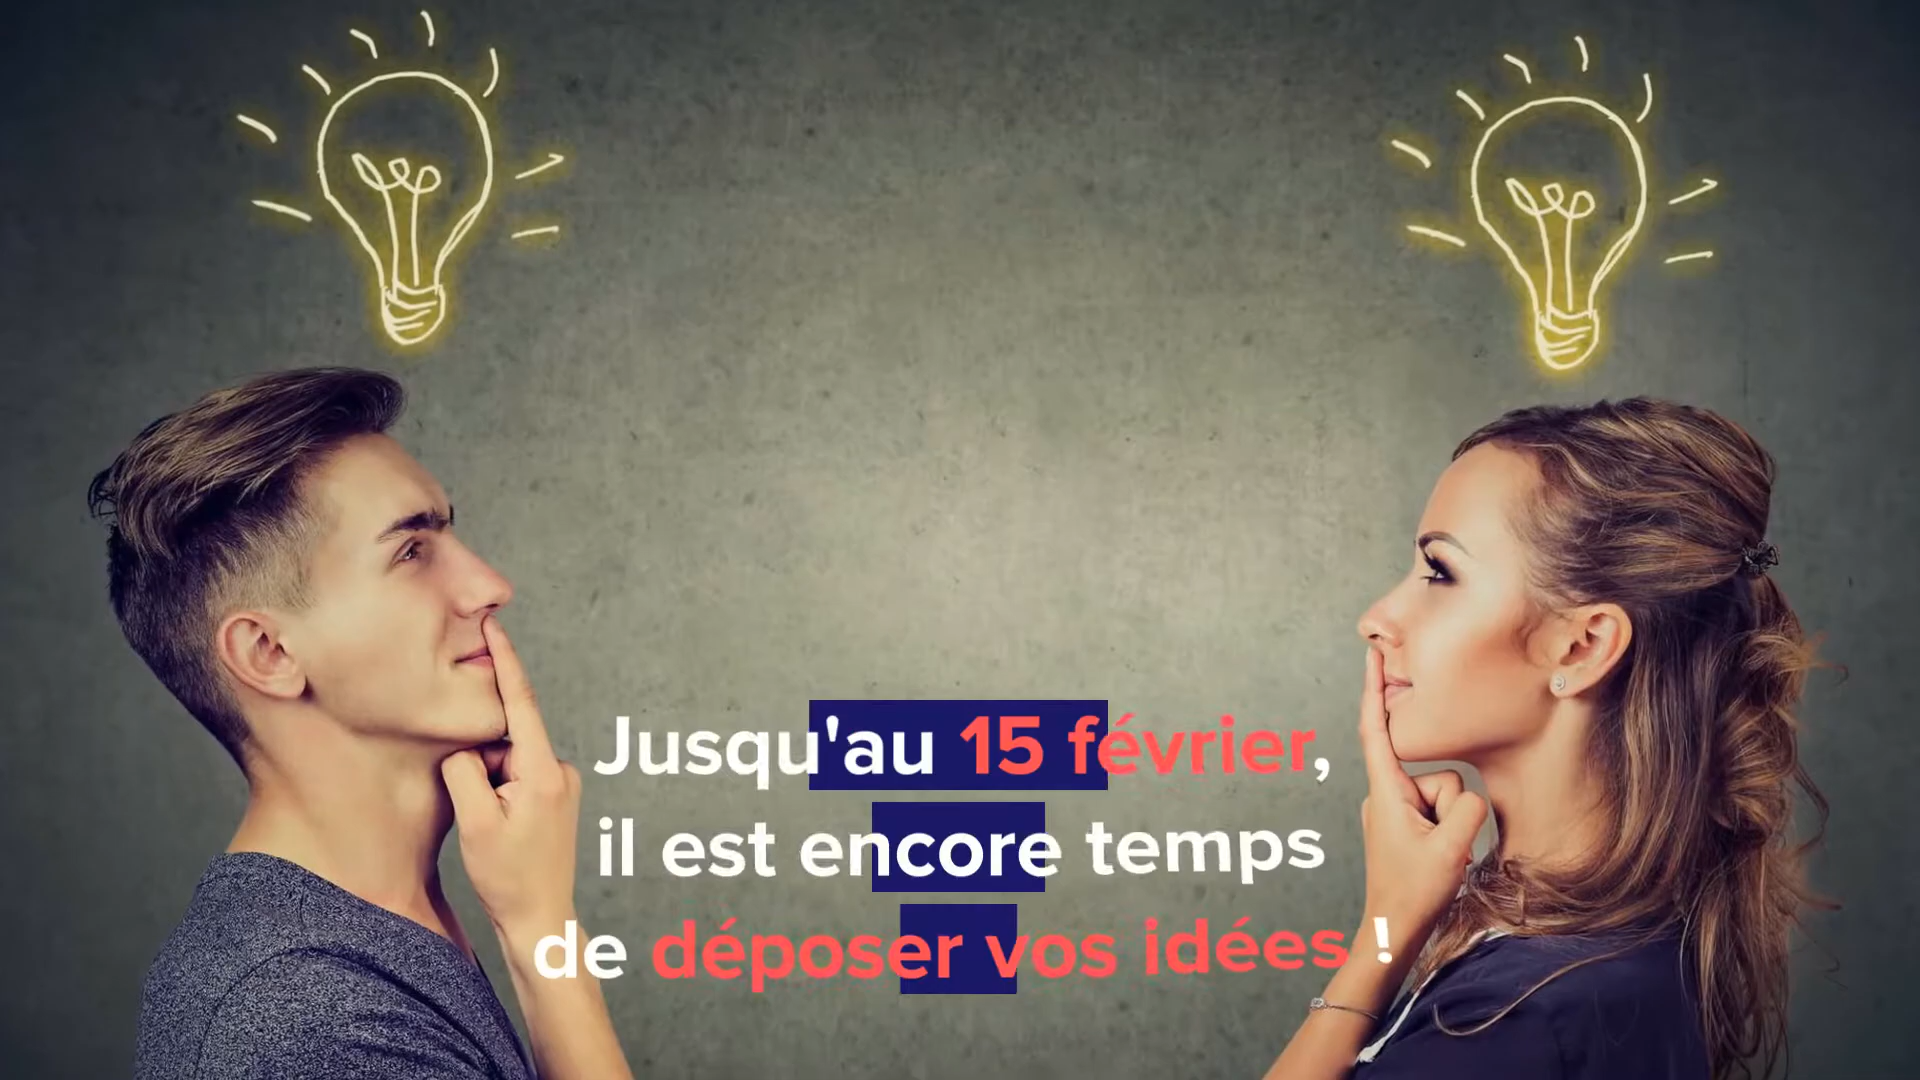 Jusqu'au 15 février,
il est encore temps
de déposer vos idées !